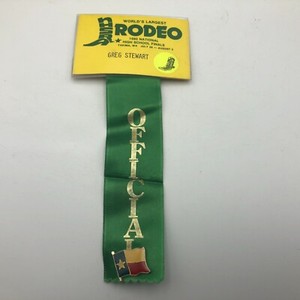 WORLD'S LARGEST
RODEO
NATIONAL
HIGH SCHOOL FINALS
GREG STEWART
OFFICIAL